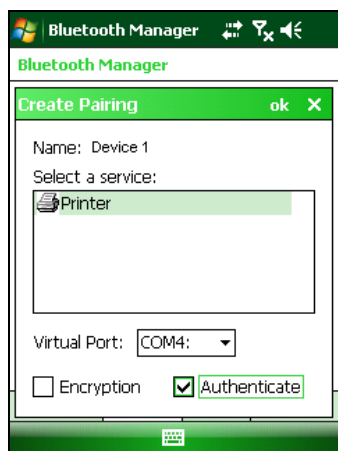 Bluetooth Manager
Bluetooth Manager
Create Pairing ok X
Name: Device 1
Select a service:
Printer
Virtual Port: COM4:
Encryption Authenticate